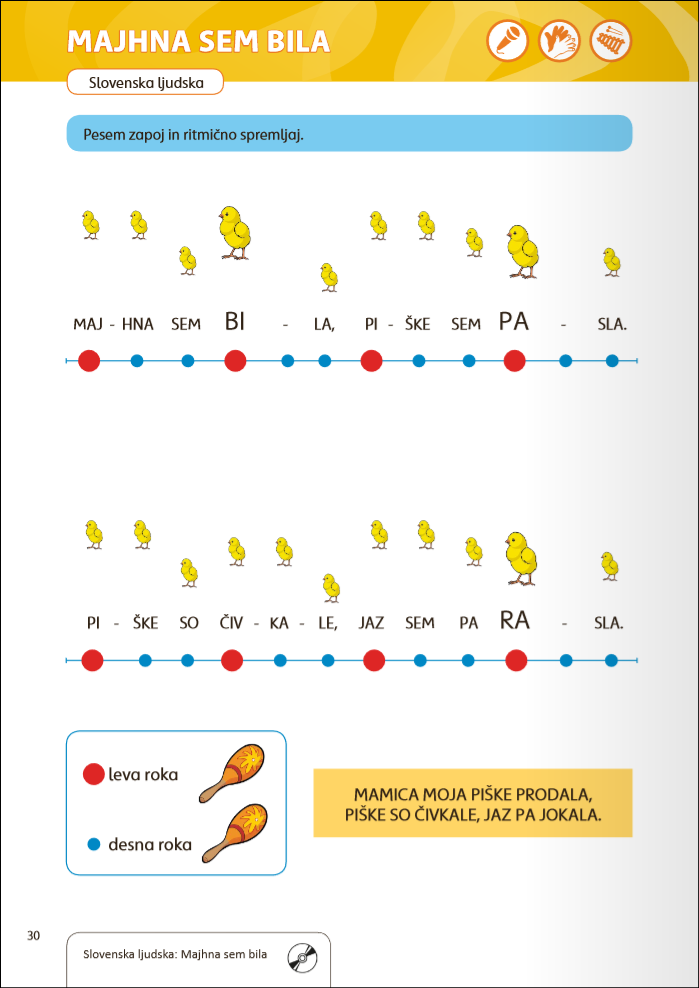 MAJHNA SEM BILA
Slovenska ljudska
Pesem zapoj in ritmično spremljaj.
MAJ - HNA SEM BI - LA, PI - ŠKE SEM PA - SLA.
PI - ŠKE SO ČIV - KA - LE, JAZ SEM PA RA - SLA.
leva roka
desna roka
MAMICA MOJA PIŠKE PRODALA,
PIŠKE SO ČIVKALE, JAZ PA JOKALA.
30
Slovenska ljudska: Majhna sem bila